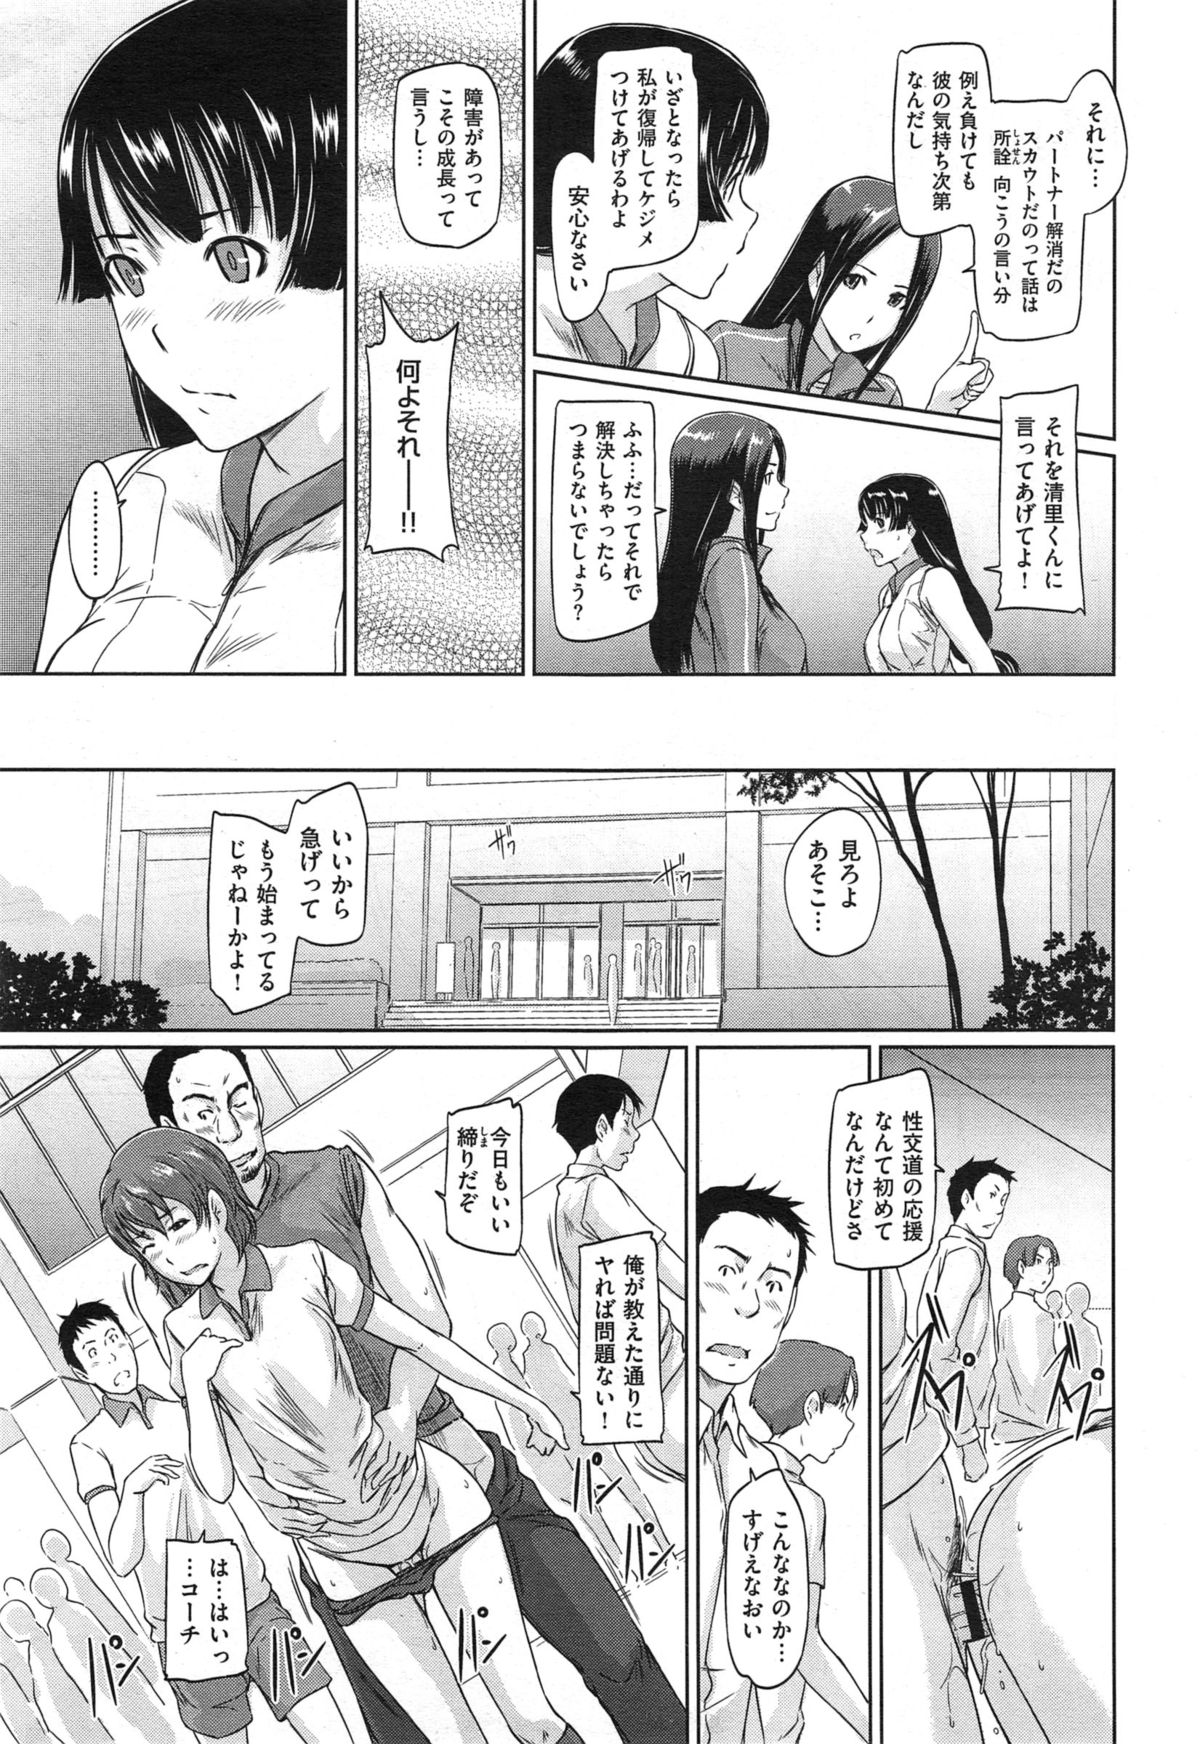 それに…
パートナー解消だの
スカウトだのって話は
所詮 向こうの言い分
しょせん
例え負けても
彼の気持ち次第
なんだし
いざとなったら
私が復帰してケジメ
つけてあげるわよ
安心なさい
それを清里くんに
言ってあげてよ!
ふふ…だってそれで
解決しちゃったら
つまらないでしょう?
障害があって
こその成長って
言うし…
何よそれ──!!
………
見ろよ
あそこ…
ザワ
ザワ
いいから
急げって
もう始まってる
じゃねーかよ!
性交道の応援
なんて初めて
なんだけどさ
パン
パン
こんななのか…
すげえなおい
今日もいい
締りだぞ
しま
俺が教えた通りに
ヤれば問題ない!
パン
パン
パン
は…はいっ
…コーチ